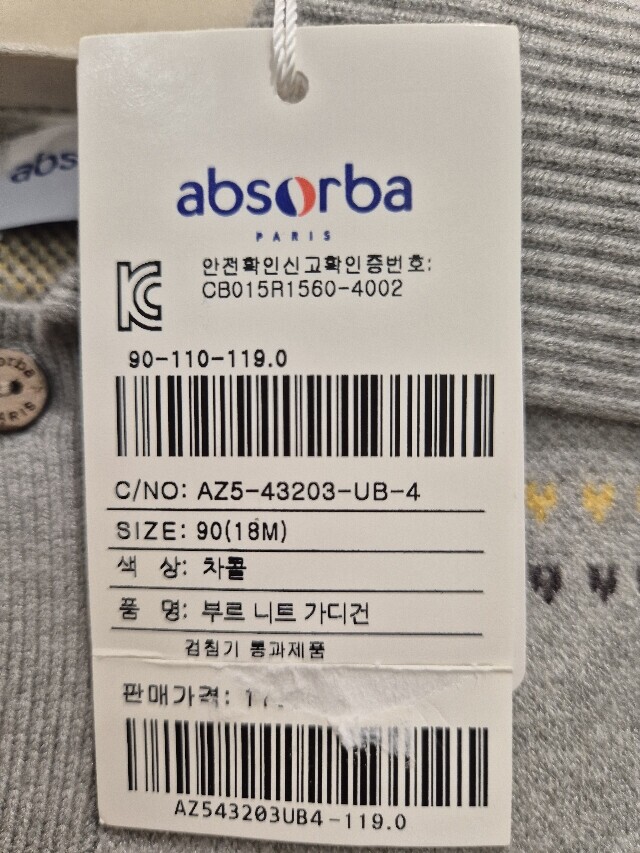 absorba
PARIS
안전확인신고확인증번호:
CB015R1560-4002
90-110-119.0
C/NO: AZ5-43203-UB-4
SIZE: 90(18M)
색 상: 차콜
품 명: 부르 니트 가디건
검침기 통과제품
판매가격:
AZ543203UB4-119.0
abs